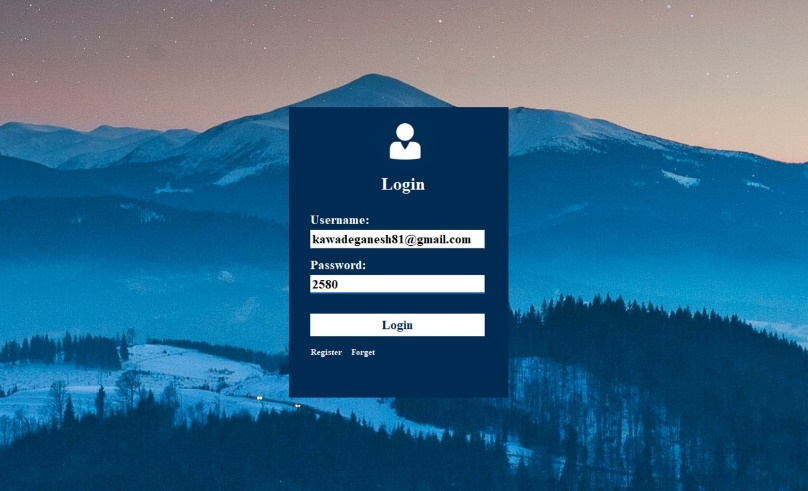 Login
Username:
kawadeganesh81@gmail.com
Password:
2580
Login
Register Forget